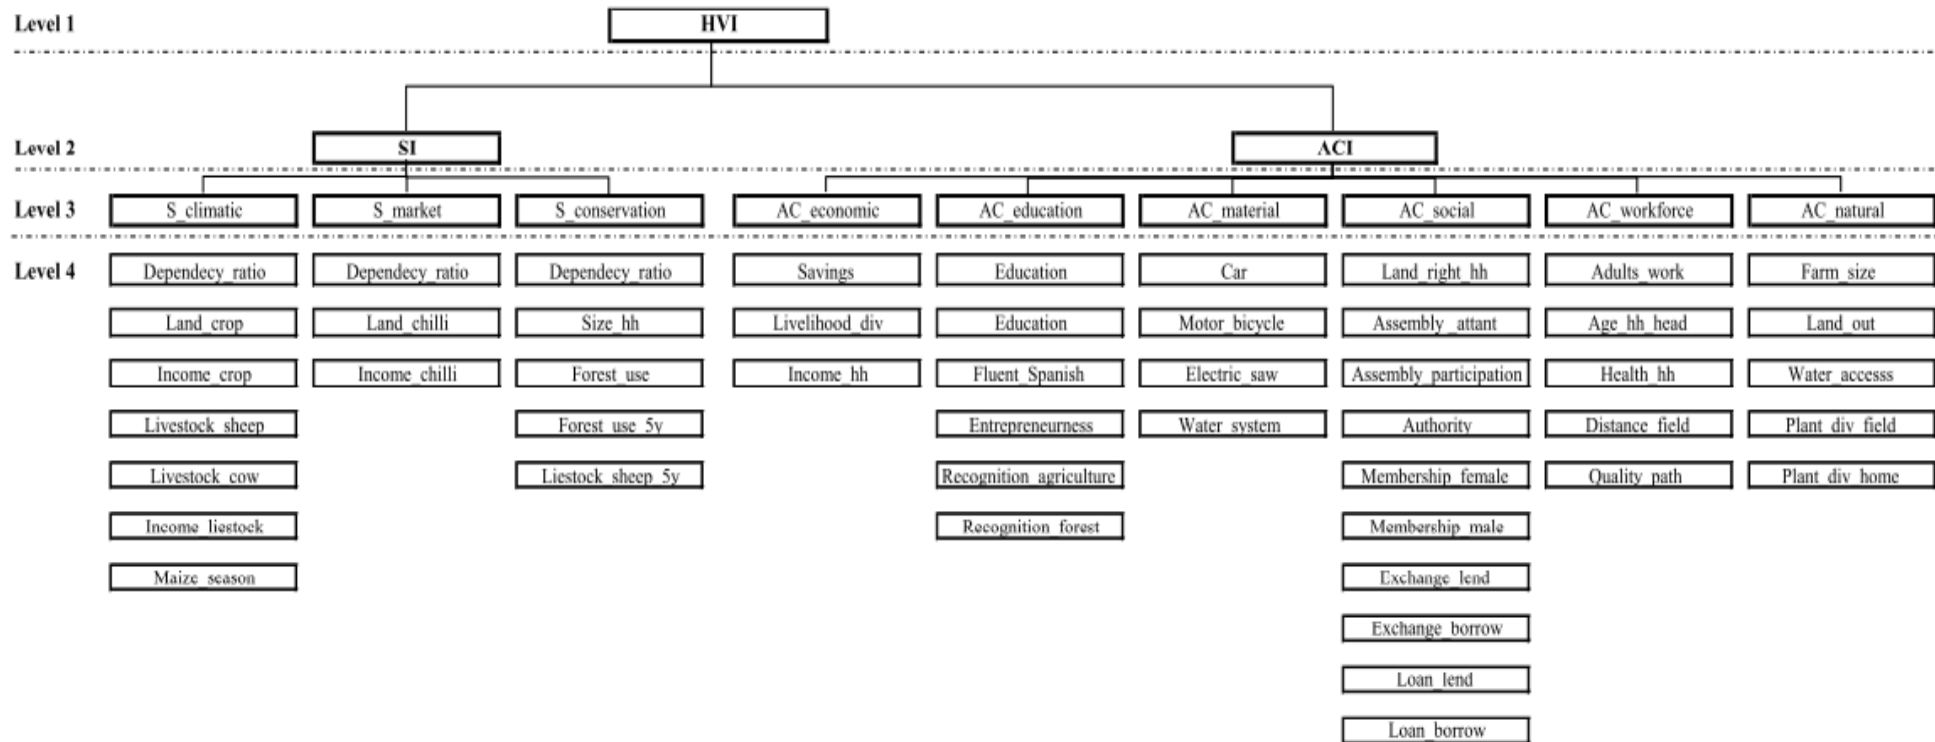 Level 1 HVI
Level 2 SI ACI
Level 3 S_climatic S_market S_conservation AC_economic AC_education AC_material AC_social AC_workforce AC_natural
Level 4 Dependecy_ratio Dependecy_ratio Dependecy_ratio Savings Education Car Land_right_hh Adults_work Farm_size
Land_crop Land_chilli Size_hh Livelihood_div Education Motor_bicycle Assembly_attant Age_hh_head Land_out
Income_crop Income_chilli Forest_use Income_hh Fluent_Spanish Electric_saw Assembly_participation Health_hh Water_accesss
Livestock_sheep Forest_use_5y Entrepreneurness Water_system Authority Distance_field Plant_div_field
Livestock_cow Liestock_sheep_5y Recognition_agriculture Membership_female Quality_path Plant_div_home
Income_liestock Recognition_forest Membership_male
Maize_season Exchange_lend
Exchange_borrow
Loan_lend
Loan_borrow